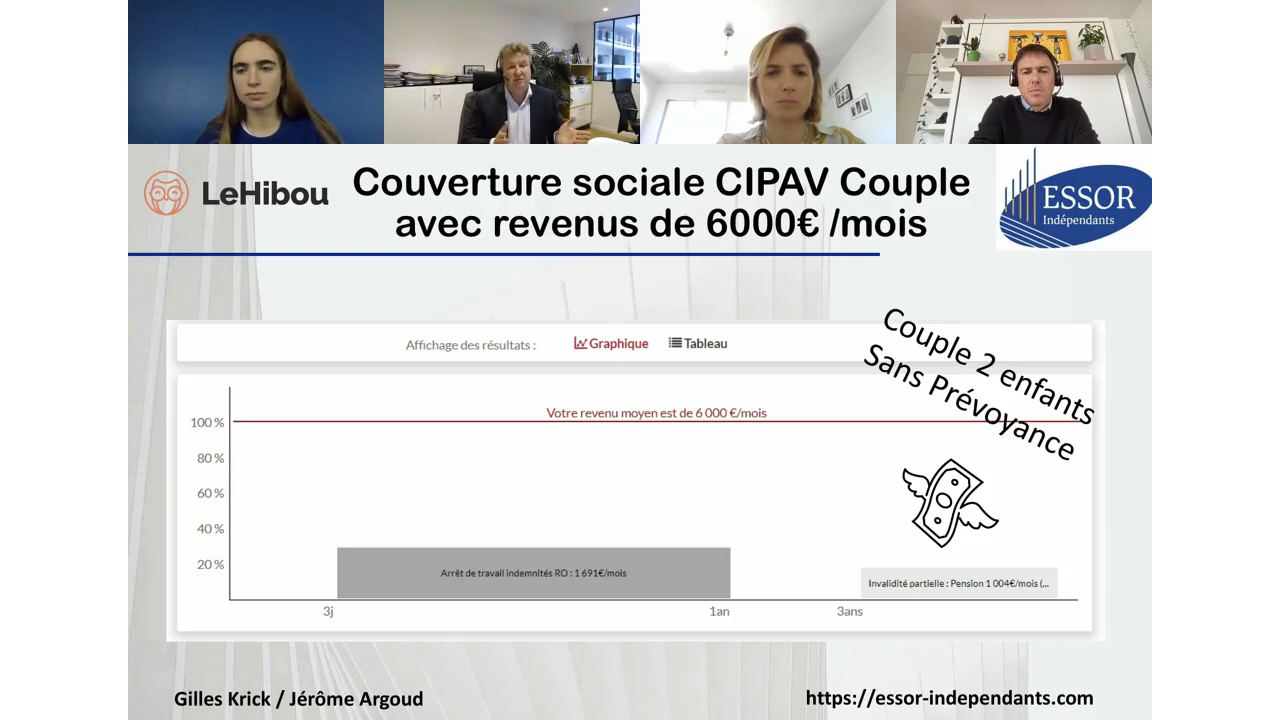 LeHibou
Couverture sociale CIPAV Couple
avec revenus de 6000€ /mois
ESSOR
Indépendants
Affichage des résultats :
Graphique
Tableau
Couple 2 enfants
Sans Prévoyance
Votre revenu moyen est de 6 000 €/mois
100 %
80 %
60 %
40 %
20 %
Arrêt de travail indemnités RO : 1 691€/mois
Invalidité partielle : Pension 1 004€/mois (...
3j
1an
3ans
Gilles Krick / Jérôme Argoud
https://essor-independants.com